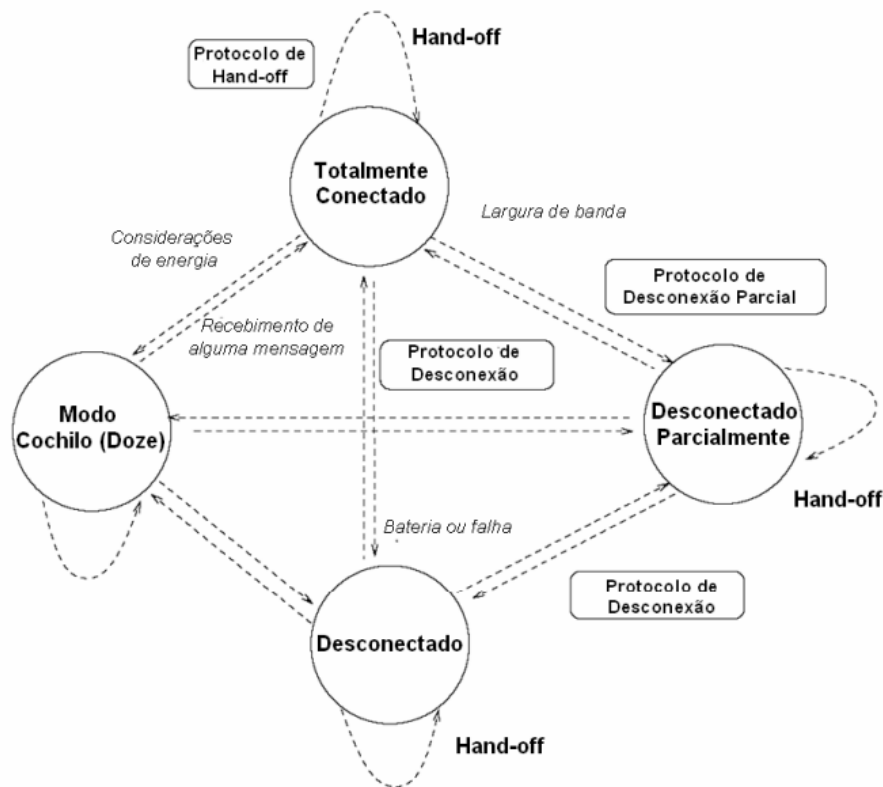 Hand-off
Protocolo de
Hand-off
Totalmente
Conectado
Largura de banda
Considerações
de energia
Protocolo de
Desconexão Parcial
Recebimento de
alguma mensagem
Protocolo de
Desconexão
Modo
Cochilo (Doze)
Desconectado
Parcialmente
Hand-off
Bateria ou falha
Protocolo de
Desconexão
Desconectado
Hand-off